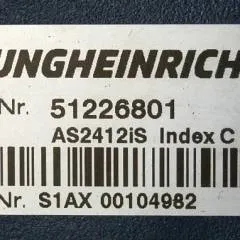 UNGHEINRICH
Nr. 51226801
AS2412iS Index C
Nr. S1AX 00104982